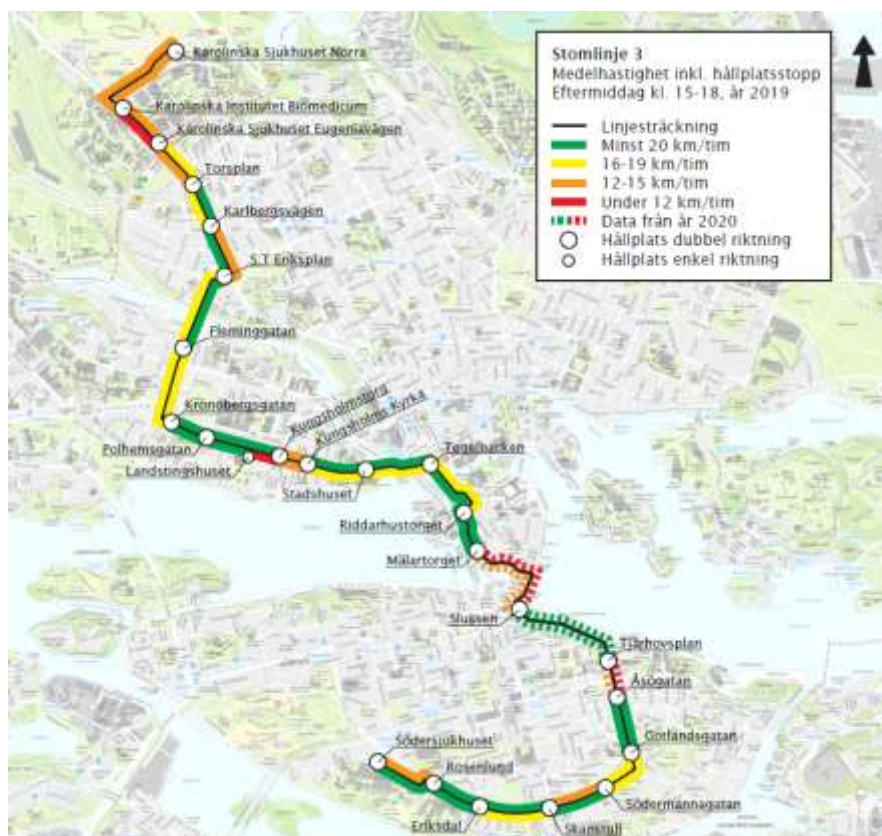 Stomlinje 3
Medelhastighet inkl. hållplatsstopp
Eftermiddag kl. 15-18, år 2019
Linjesträckning
Minst 20 km/tim
16-19 km/tim
12-15 km/tim
Under 12 km/tim
Data från år 2020
Hållplats dubbel riktning
Hållplats enkel riktning
Karolinska Sjukhuset Norra
Karolinska Institutet Biomedicum
Karolinska Sjukhuset Eugeniavägen
Torsplan
Karlbergsvägen
S:T Eriksplan
Fleminggatan
Kronobergsgatan
Kungsholmstorg
Kungsholms Kyrka
Polhemsgatan
Landstingshuset
Stadshuset
Tegelbacken
Riddarhustorget
Mälartorget
Slussen
Tjärhovsplan
Åsögatan
Gotlandsgatan
Södersjukhuset
Rosenlund
Södermannagatan
Eriksdal
Skanstull